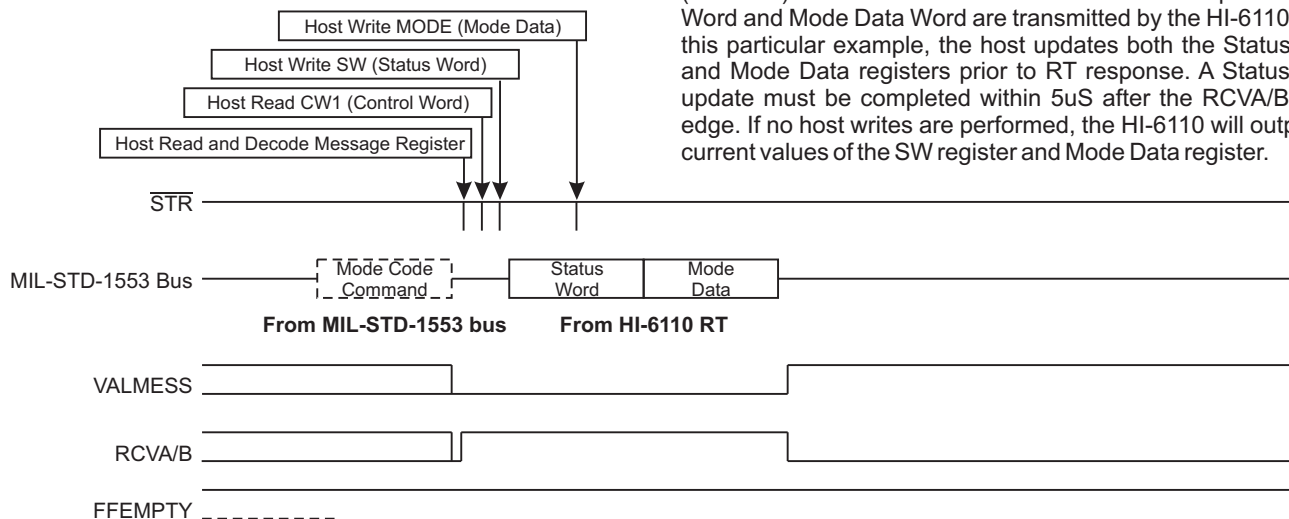 Host Write MODE (Mode Data)
Host Write SW (Status Word)
Host Read CW1 (Control Word)
Host Read and Decode Message Register
Word and Mode Data Word are transmitted by the HI-6110
this particular example, the host updates both the Status
and Mode Data registers prior to RT response. A Status
update must be completed within 5uS after the RCVA/B
edge. If no host writes are performed, the HI-6110 will
current values of the SW register and Mode Data register.
STR
MIL-STD-1553 Bus
Mode Code
Command
Status
Word
Mode
Data
From MIL-STD-1553 bus
From HI-6110 RT
VALMESS
RCVA/B
FFEMPTY